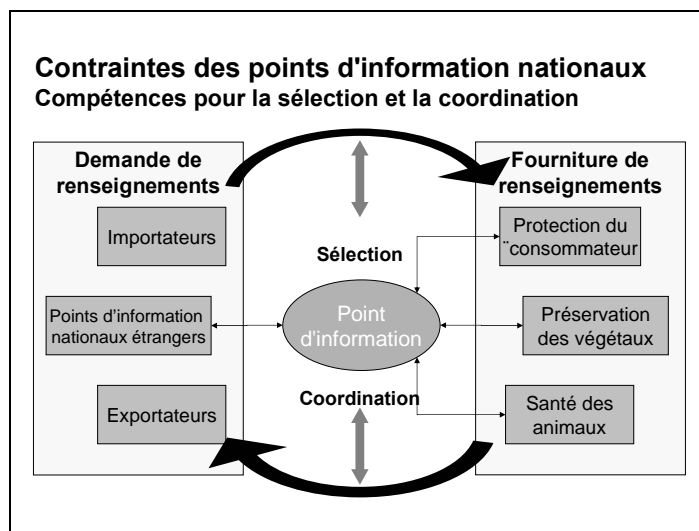 Contraintes des points d'information nationaux
Compétences pour la sélection et la coordination
Demande de
renseignements
Importateurs
Points d'information
nationaux étrangers
Exportateurs
Sélection
Point
d'information
Coordination
Fourniture de
renseignements
Protection du
¨consommateur
Préservation
des végétaux
Santé des
animaux